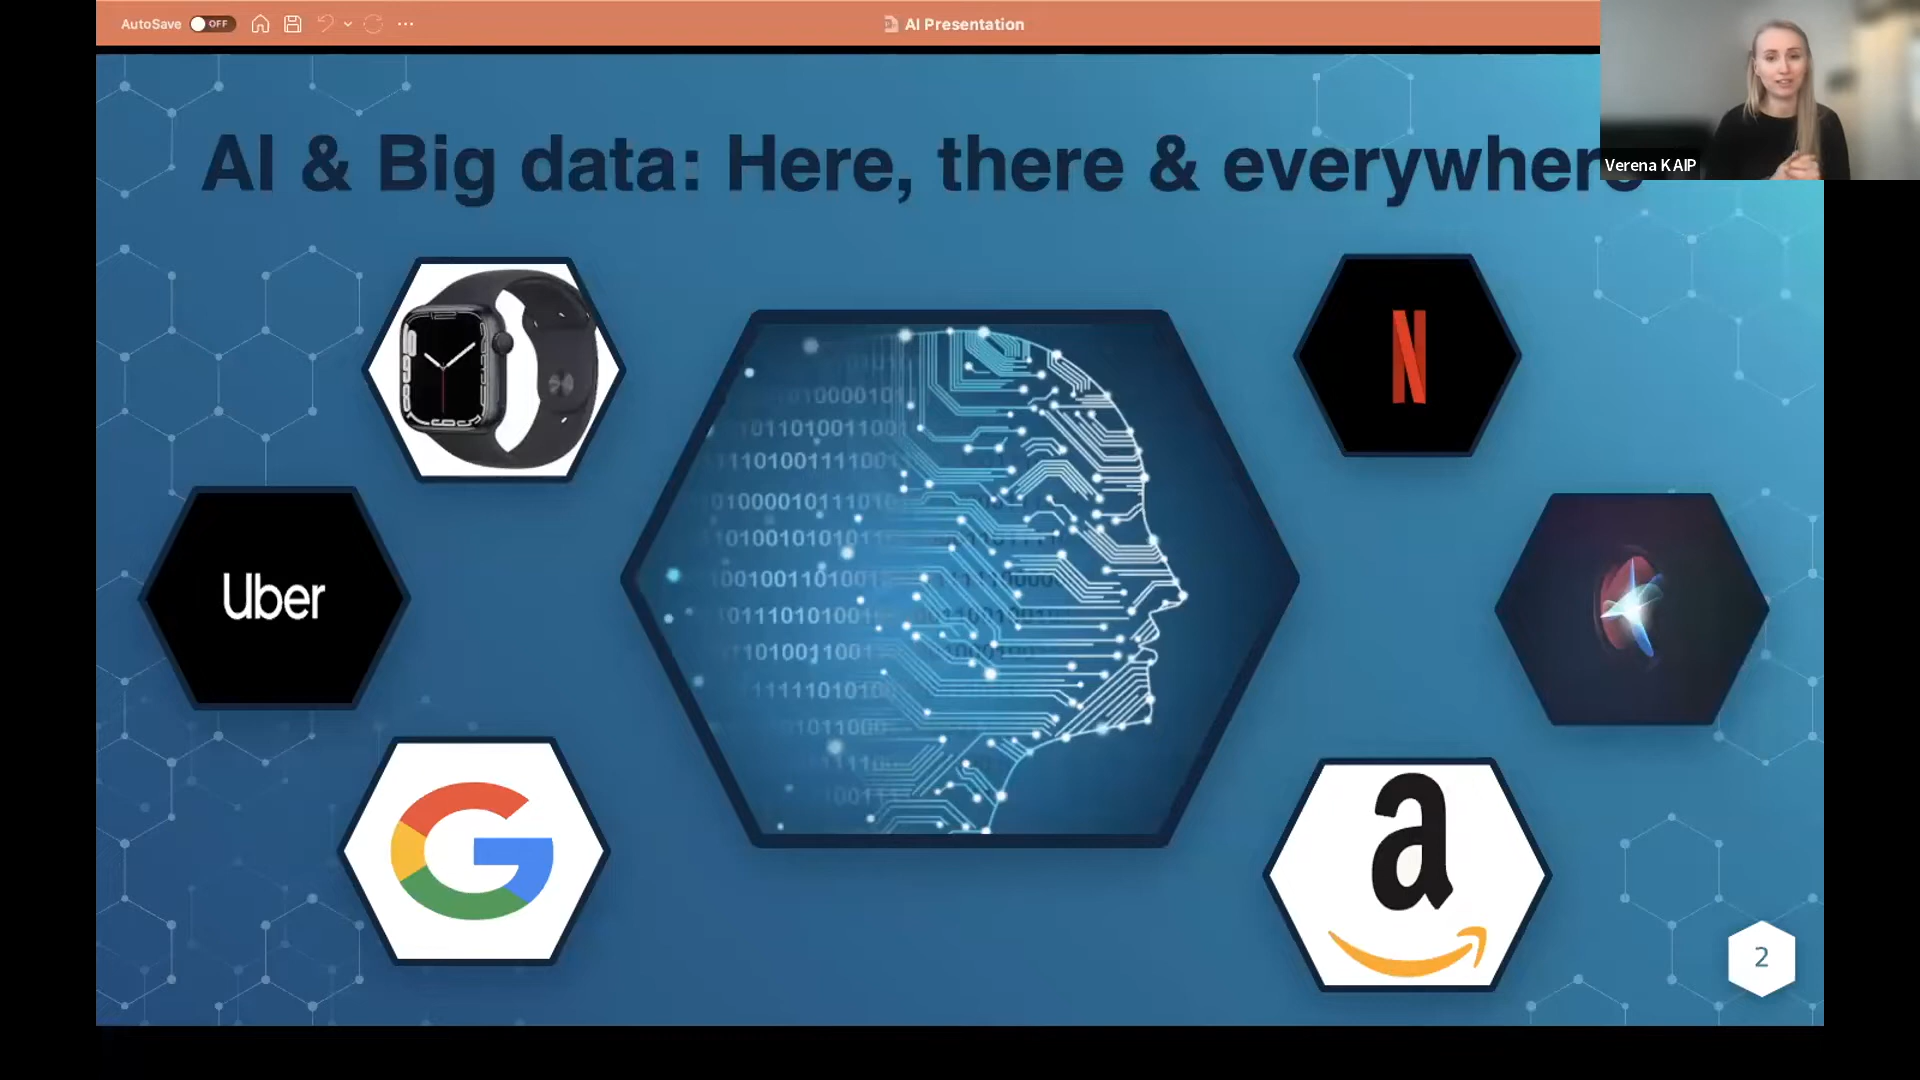 AutoSave OFF
AI Presentation
Verena K AIP
AI & Big data: Here, there & everywhere
N
Uber
G
a
2